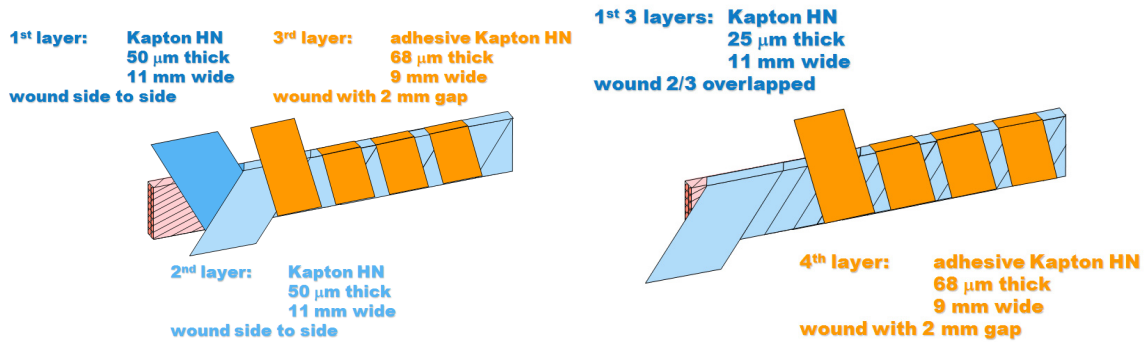 1st layer: Kapton HN
50 μm thick
11 mm wide
wound side to side
3rd layer: adhesive Kapton HN
68 μm thick
9 mm wide
wound with 2 mm gap
2nd layer: Kapton HN
50 μm thick
11 mm wide
wound side to side
1st 3 layers: Kapton HN
25 μm thick
11 mm wide
wound 2/3 overlapped
4th layer: adhesive Kapton HN
68 μm thick
9 mm wide
wound with 2 mm gap